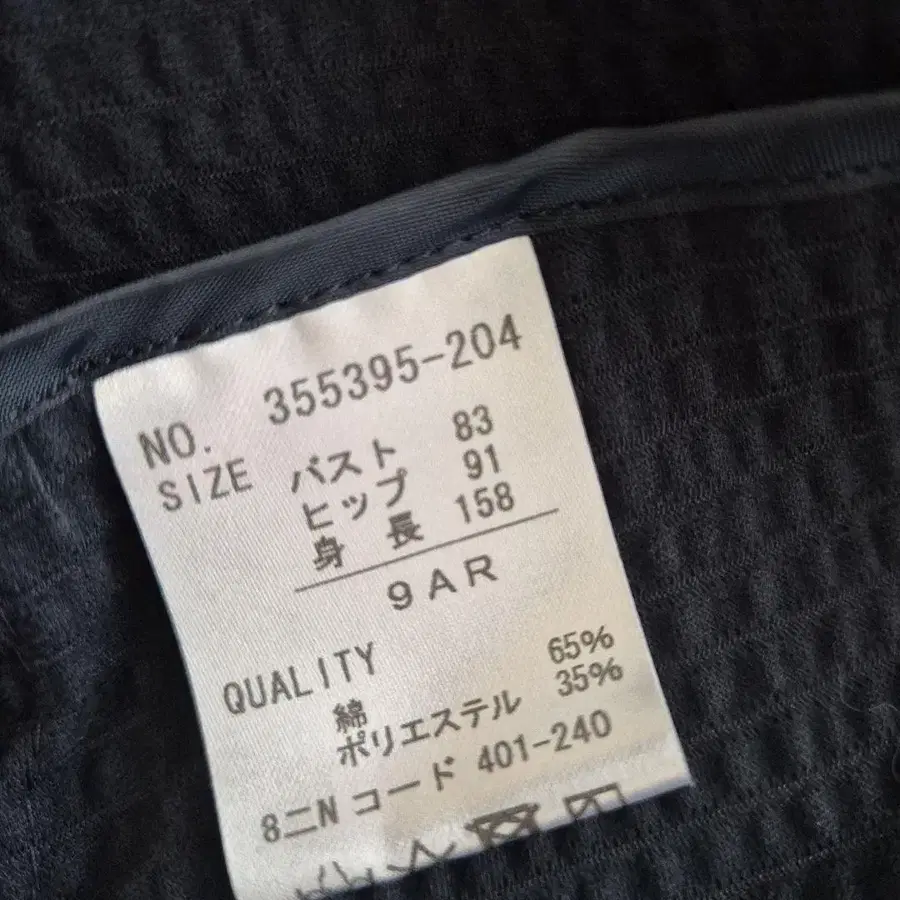 NO. 355395-204
SIZE バスト 83
ヒップ 91
身 長 158
9AR
QUALITY
綿 65%
ポリエステル 35%
8二N コード 401-240